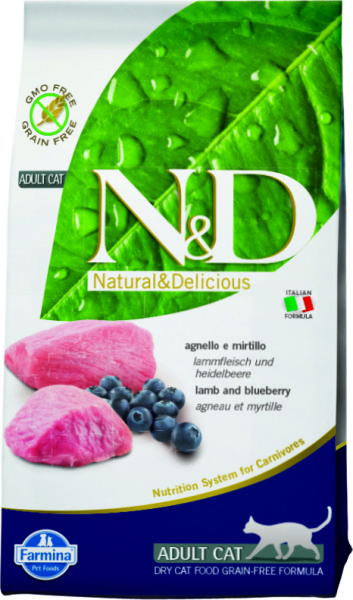 GMO FREE
GRAIN FREE
ADULT CAT
N&D
Natural&Delicious
ITALIAN
FORMULA
agnello e mirtillo
lammfleisch und
heidelbeere
lamb and blueberry
agneau et myrtille
Nutrition System for Carnivores
Farmina
Pet Foods
ADULT CAT
DRY CAT FOOD GRAIN-FREE FORMULA